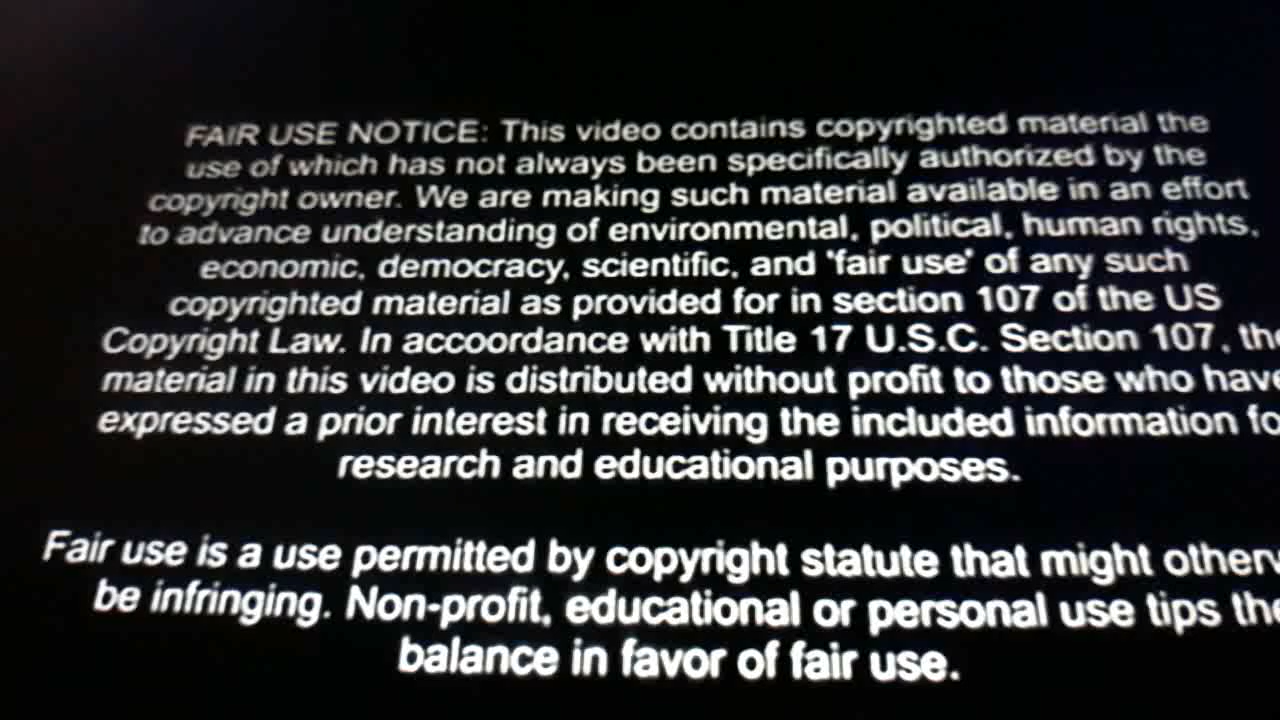 FAIR USE NOTICE: This video contains copyrighted material the
use of which has not always been specifically authorized by the
copyright owner. We are making such material available in an effort
to advance understanding of environmental, political, human rights,
economic, democracy, scientific, and 'fair use' of any such
copyrighted material as provided for in section 107 of the US
Copyright Law. In accoordance with Title 17 U.S.C. Section 107, the
material in this video is distributed without profit to those who have
expressed a prior interest in receiving the included information fo
research and educational purposes.
Fair use is a use permitted by copyright statute that might otherw
be infringing. Non-profit, educational or personal use tips the
balance in favor of fair use.